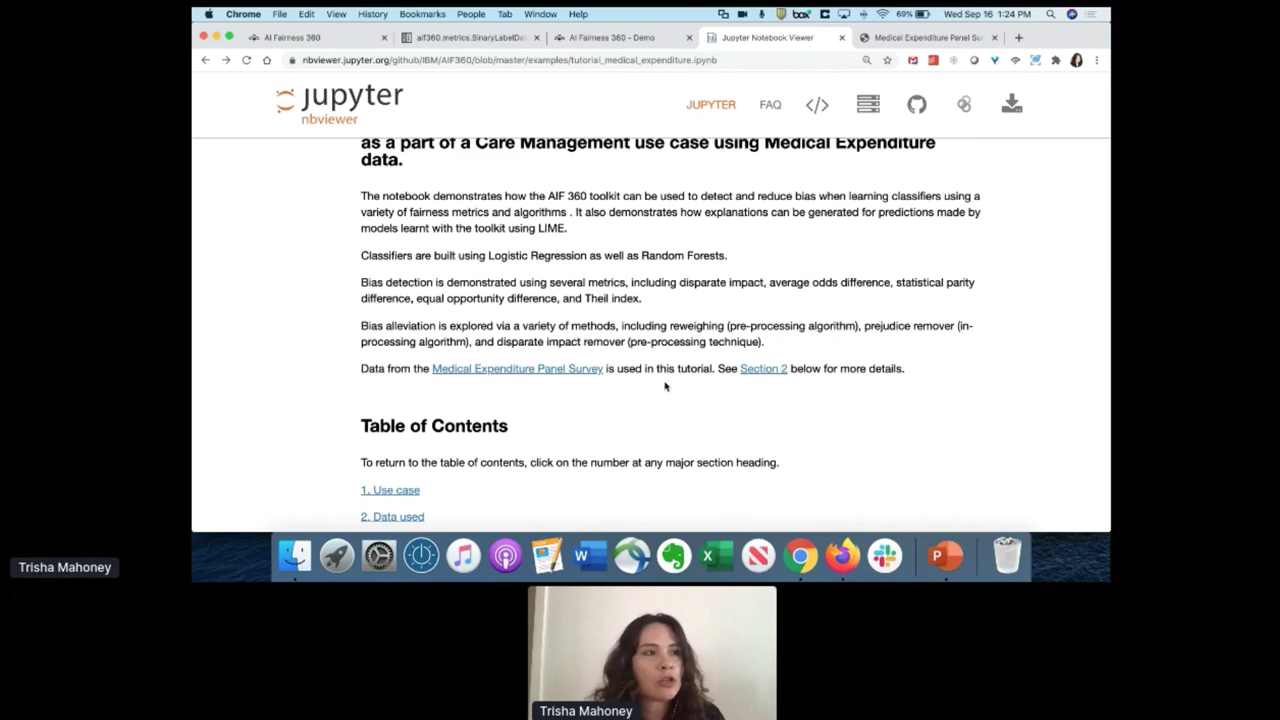 Chrome File Edit View History Bookmarks People Tab Window Help
box 69% Wed Sep 16 1:24 PM
AI Fairness 360
aif360.metrics.BinaryLabelDat
AI Fairness 360 - Demo
Jupyter Notebook Viewer
Medical Expenditure Panel Sur
nbviewer.jupyter.org/github/IBM/AIF360/blob/master/examples/tutorial_medical_expenditure.ipynb
jupyter
nbviewer
JUPYTER FAQ </>
as a part of a Care Management use case using Medical Expenditure
data.
The notebook demonstrates how the AIF 360 toolkit can be used to detect and reduce bias when learning classifiers using a
variety of fairness metrics and algorithms . It also demonstrates how explanations can be generated for predictions made by
models learnt with the toolkit using LIME.
Classifiers are built using Logistic Regression as well as Random Forests.
Bias detection is demonstrated using several metrics, including disparate impact, average odds difference, statistical parity
difference, equal opportunity difference, and Theil index.
Bias alleviation is explored via a variety of methods, including reweighing (pre-processing algorithm), prejudice remover (in-
processing algorithm), and disparate impact remover (pre-processing technique).
Data from the Medical Expenditure Panel Survey is used in this tutorial. See Section 2 below for more details.
Table of Contents
To return to the table of contents, click on the number at any major section heading.
1. Use case
2. Data used
Trisha Mahoney
Trisha Mahoney